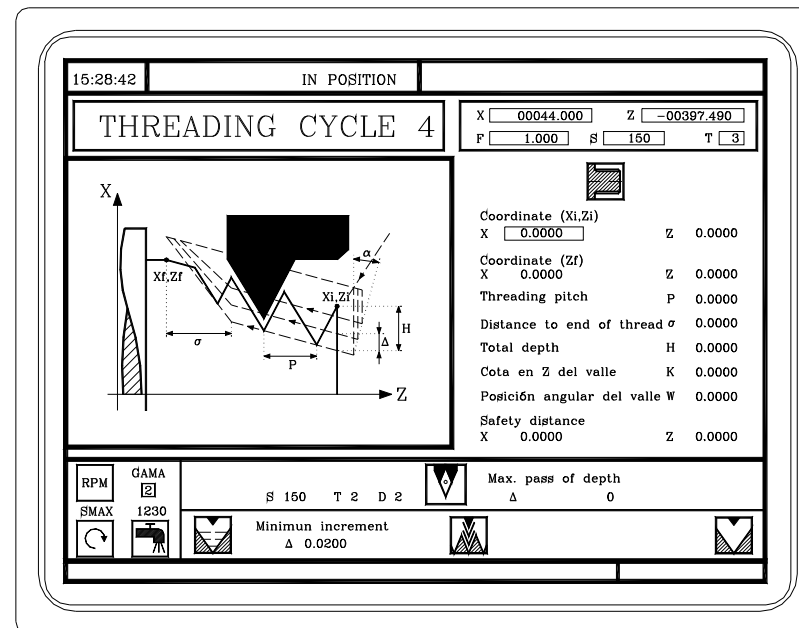 15:28:42 IN POSITION
THREADING CYCLE 4
X 00044.000 Z -00397.490
F 1.000 S 150 T 3
X
Xf,Zf
Xi,Zi
α
σ
P
H
Δ
Z
Coordinate (Xi,Zi)
X 0.0000 Z 0.0000
Coordinate (Zf)
X 0.0000 Z 0.0000
Threading pitch P 0.0000
Distance to end of thread σ 0.0000
Total depth H 0.0000
Cota en Z del valle K 0.0000
Posición angular del valle W 0.0000
Safety distance
X 0.0000 Z 0.0000
RPM GAMA
2
SMAX 1230
S 150 T 2 D 2
Max. pass of depth
Δ 0
Minimun increment
Δ 0.0200